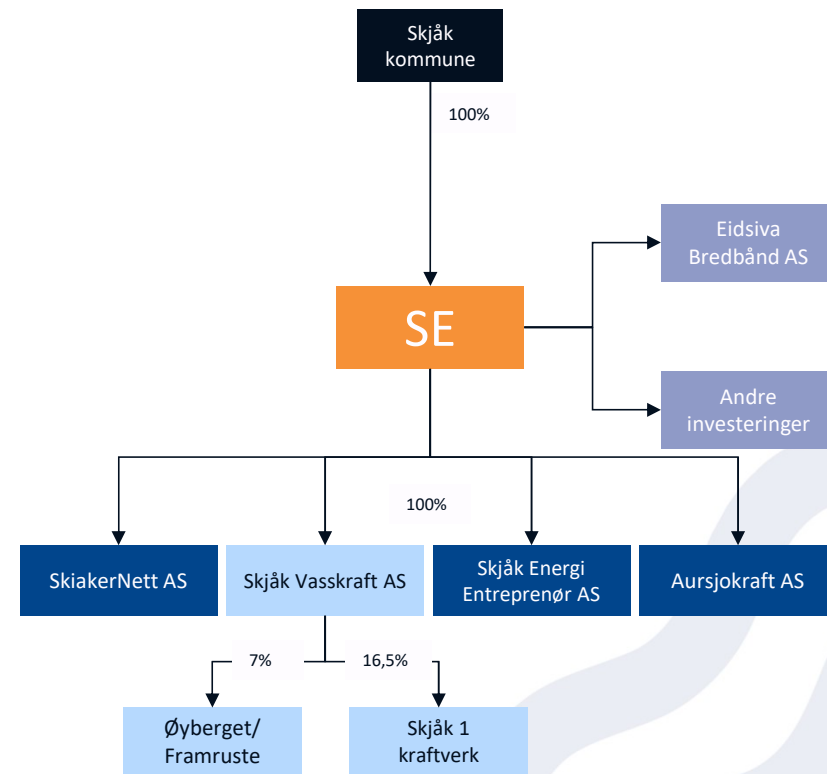 Skjåk
kommune
100%
Eidsiva
Bredbånd AS
SE
Andre
investeringer
100%
SkiakerNett AS
Skjåk Vasskraft AS
Skjåk Energi
Entreprenør AS
Aursjokraft AS
7%
16,5%
Øyberget/
Framruste
Skjåk 1
kraftverk